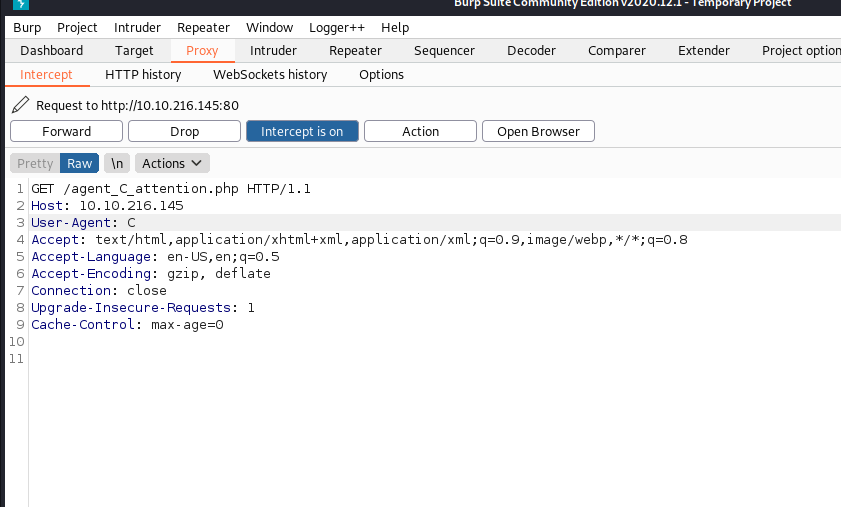 Burp Suite Community Edition v2020.12.1 - Temporary Project
Burp Project Intruder Repeater Window Logger++ Help
Dashboard Target Proxy Intruder Repeater Sequencer Decoder Comparer Extender Project option
Intercept HTTP history WebSockets history Options
Request to http://10.10.216.145:80
Forward Drop Intercept is on Action Open Browser
Pretty Raw \n Actions
1 GET /agent_C_attention.php HTTP/1.1
2 Host: 10.10.216.145
3 User-Agent: C
4 Accept: text/html,application/xhtml+xml,application/xml;q=0.9,image/webp,*/*;q=0.8
5 Accept-Language: en-US,en;q=0.5
6 Accept-Encoding: gzip, deflate
7 Connection: close
8 Upgrade-Insecure-Requests: 1
9 Cache-Control: max-age=0
10
11